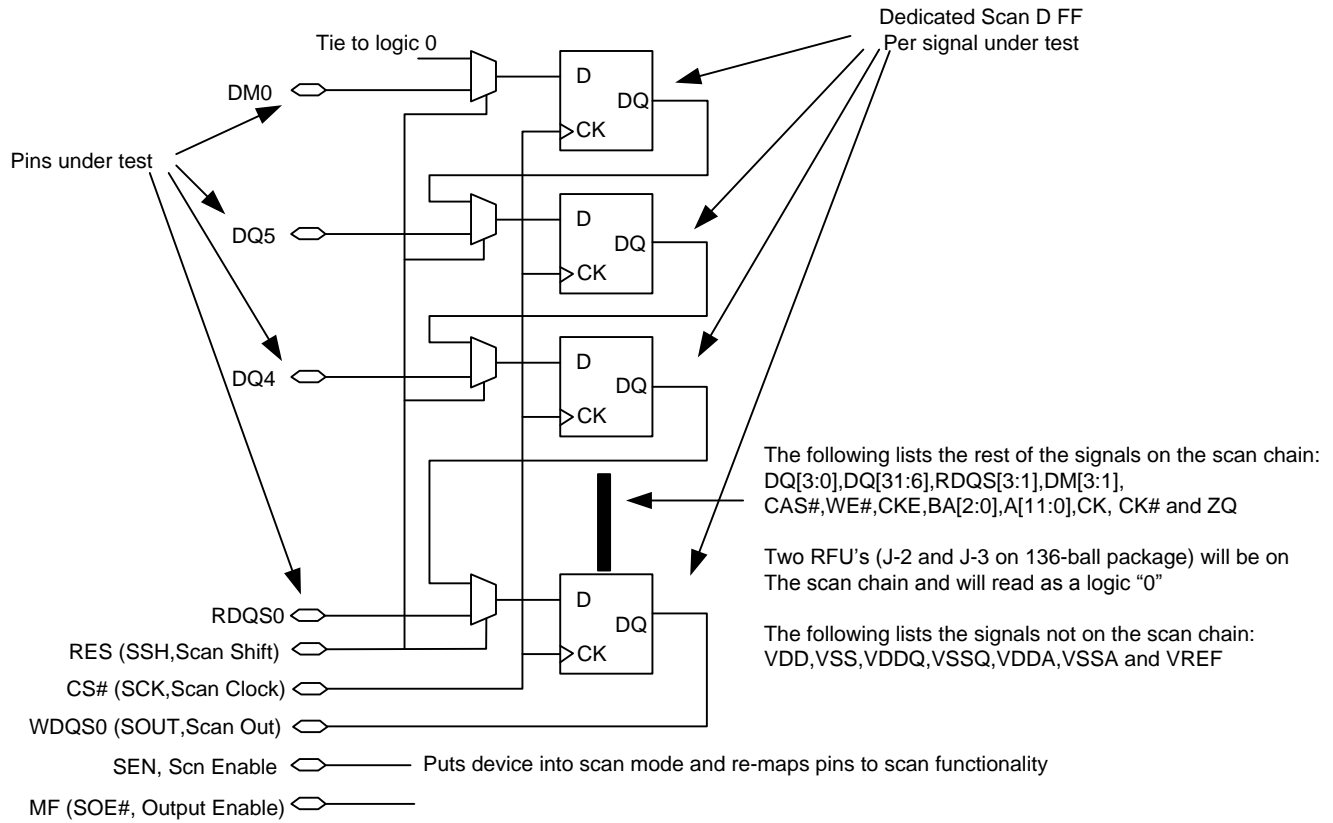 Dedicated Scan D FF
Per signal under test
Tie to logic 0
D
DQ
CK
DM0
Pins under test
D
DQ
CK
DQ5
D
DQ
CK
DQ4
The following lists the rest of the signals on the scan chain:
DQ[3:0],DQ[31:6],RDQS[3:1],DM[3:1],
CAS#,WE#,CKE,BA[2:0],A[11:0],CK, CK# and ZQ
Two RFU's (J-2 and J-3 on 136-ball package) will be on
The scan chain and will read as a logic “0”
The following lists the signals not on the scan chain:
VDD,VSS,VDDQ,VSSQ,VDDA,VSSA and VREF
D
DQ
CK
RDQS0
RES (SSH,Scan Shift)
CS# (SCK,Scan Clock)
WDQS0 (SOUT,Scan Out)
SEN, Scn Enable
Puts device into scan mode and re-maps pins to scan functionality
MF (SOE#, Output Enable)